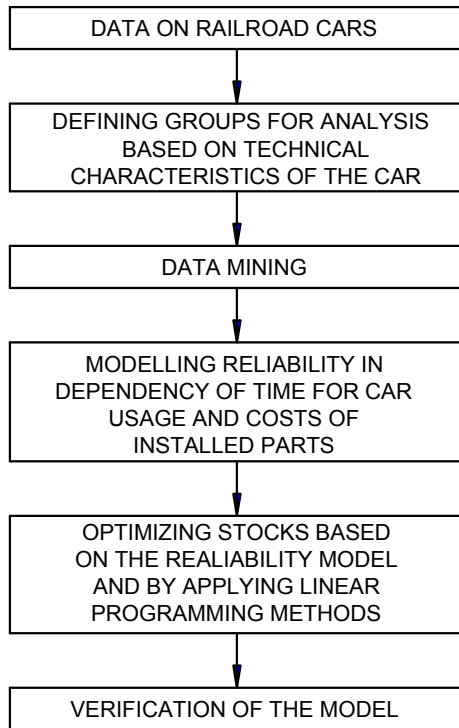 DATA ON RAILROAD CARS
DEFINING GROUPS FOR ANALYSIS
BASED ON TECHNICAL
CHARACTERISTICS OF THE CAR
DATA MINING
MODELLING RELIABILITY IN
DEPENDENCY OF TIME FOR CAR
USAGE AND COSTS OF
INSTALLED PARTS
OPTIMIZING STOCKS BASED
ON THE REALIABILITY MODEL
AND BY APPLYING LINEAR
PROGRAMMING METHODS
VERIFICATION OF THE MODEL